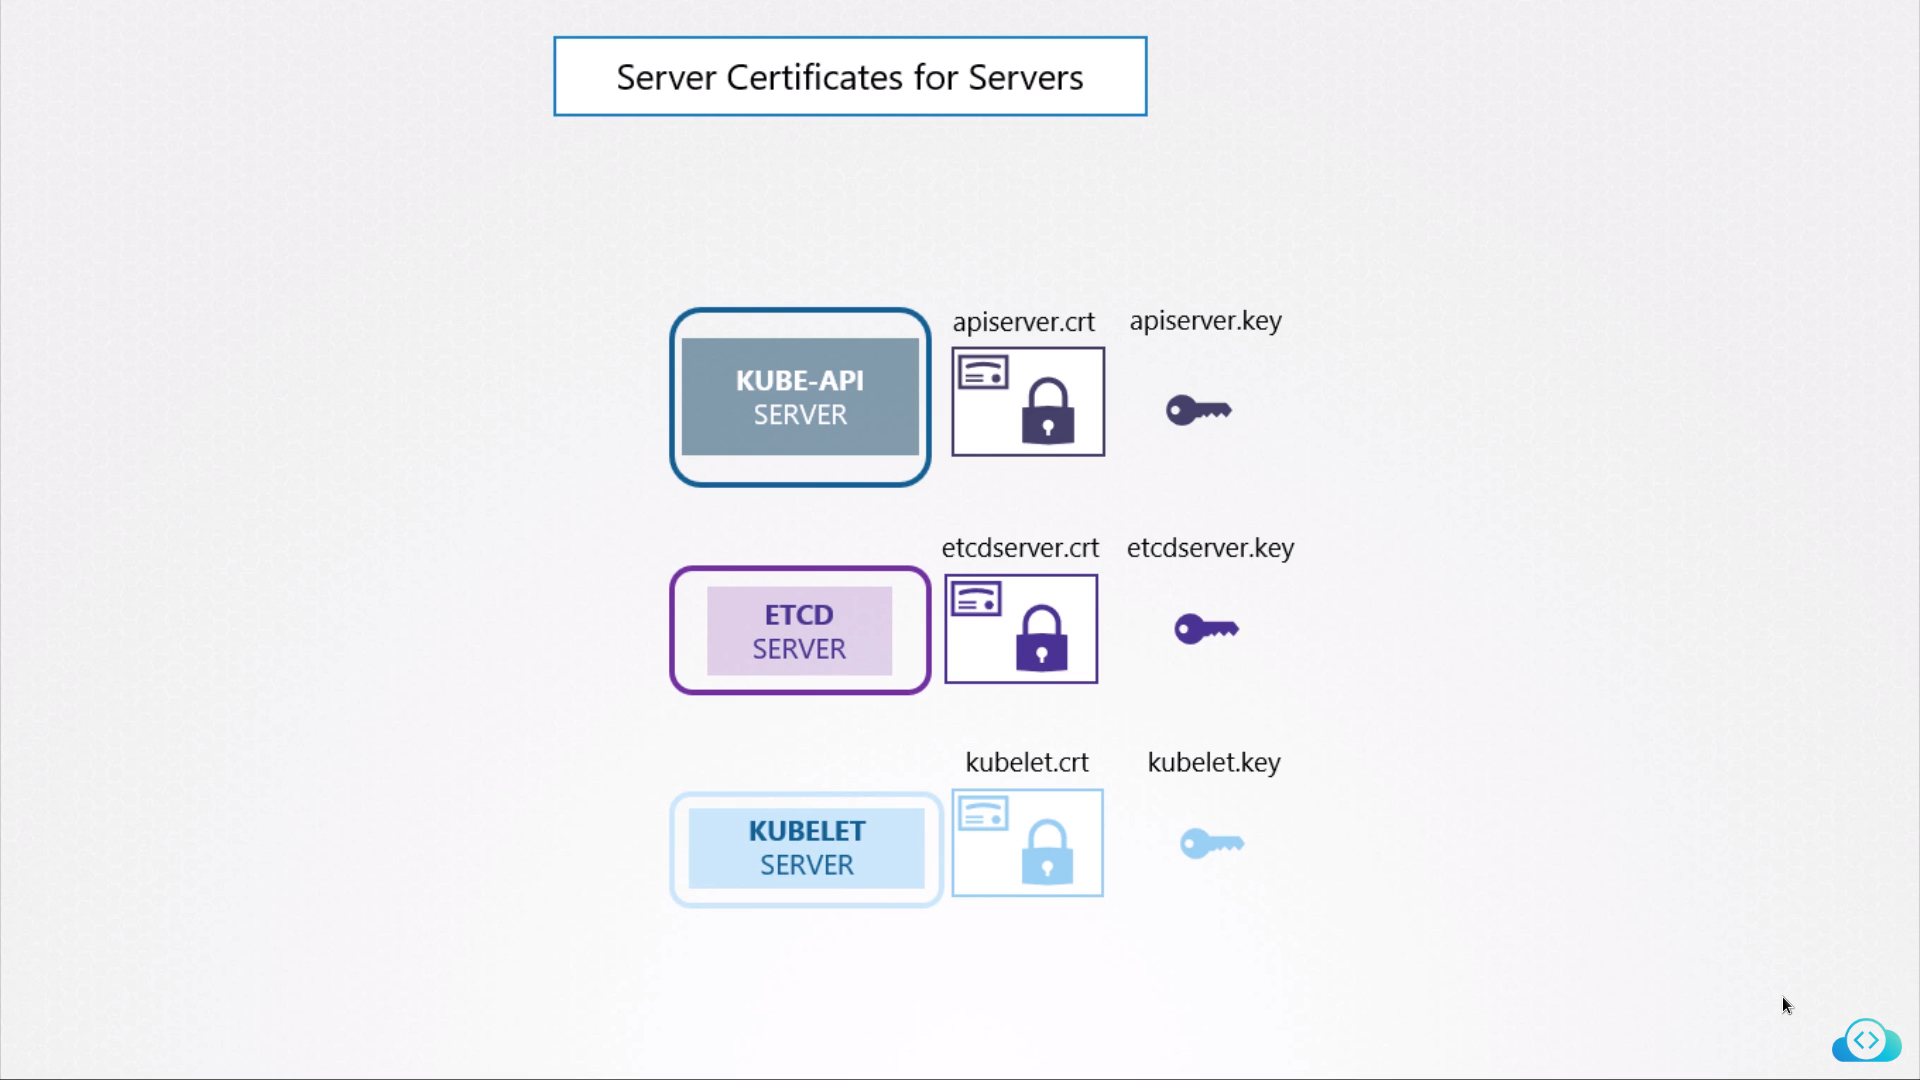 Server Certificates for Servers
apiserver.crt apiserver.key
KUBE-API
SERVER
etcdserver.crt etcdserver.key
ETCD
SERVER
kubelet.crt kubelet.key
KUBELET
SERVER